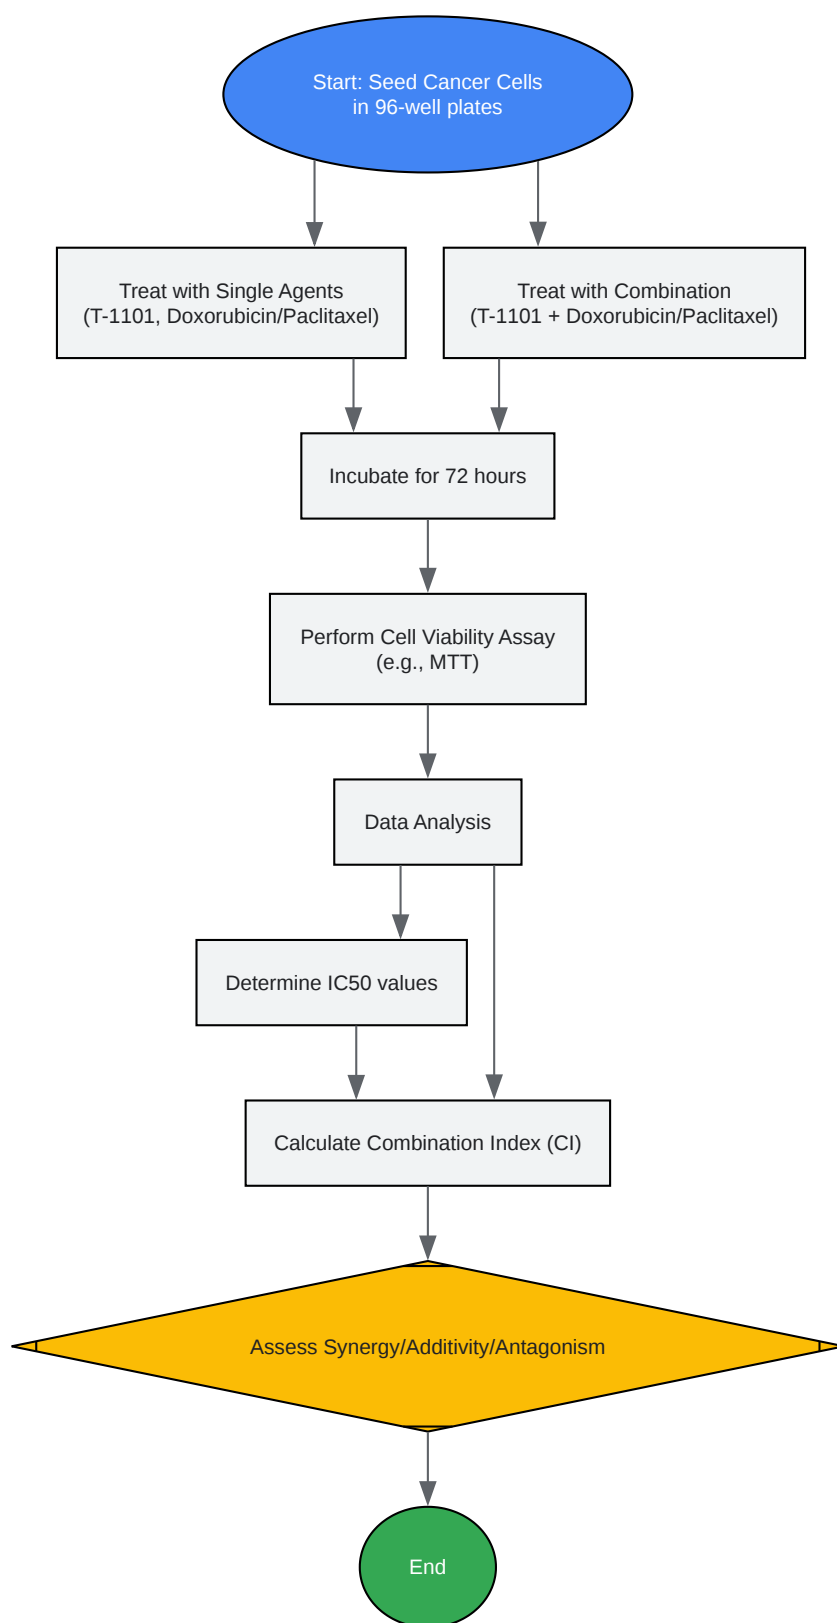 Start: Seed Cancer Cells
in 96-well plates
Treat with Single Agents
(T-1101, Doxorubicin/Paclitaxel)
Treat with Combination
(T-1101 + Doxorubicin/Paclitaxel)
Incubate for 72 hours
Perform Cell Viability Assay
(e.g., MTT)
Data Analysis
Determine IC50 values
Calculate Combination Index (CI)
Assess Synergy/Additivity/Antagonism
End